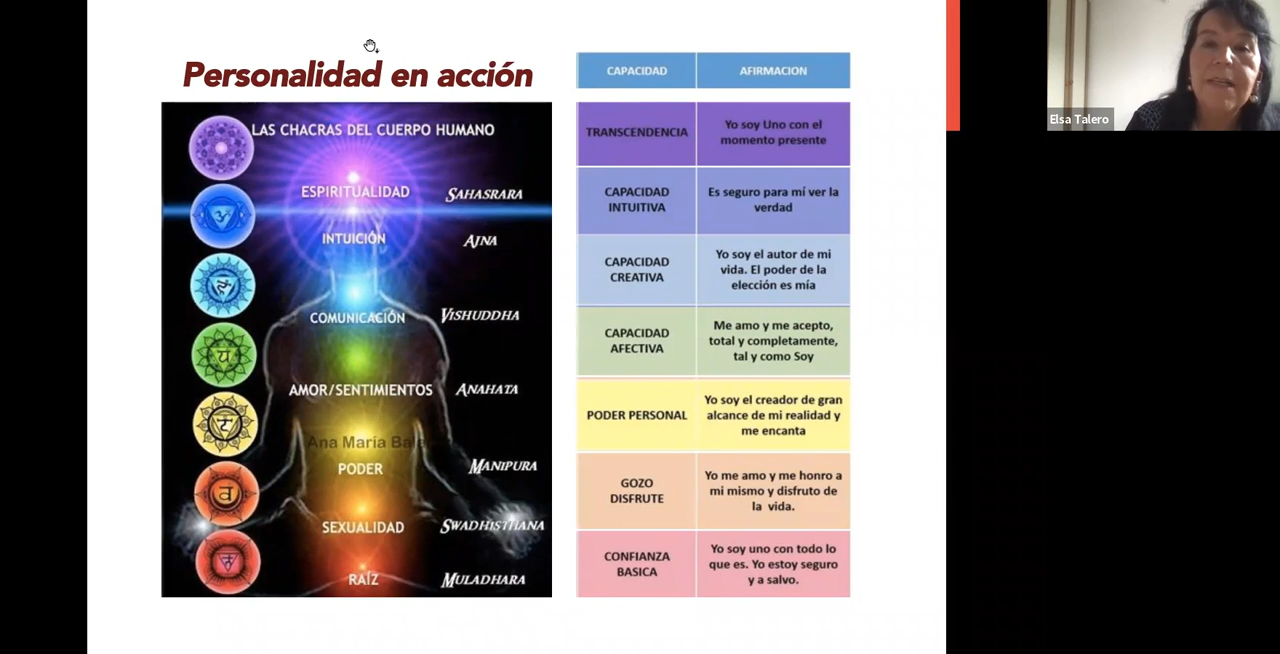 Personalidad en acción
LAS CHACRAS DEL CUERPO HUMANO
ESPIRITUALIDAD SAHASRARA
INTUICIÓN AJNA
COMUNICACIÓN VISHUDDHA
AMOR/SENTIMIENTOS ANAHATA
Ana María
PODER MANIPURA
SEXUALIDAD SWADHISTHANA
RAÍZ MULADHARA
CAPACIDAD AFIRMACION
TRANSCENDENCIA
Yo soy Uno con el
momento presente
CAPACIDAD
INTUITIVA
Es seguro para mí ver la
verdad
CAPACIDAD
CREATIVA
Yo soy el autor de mi
vida. El poder de la
elección es mía
CAPACIDAD
AFECTIVA
Me amo y me acepto,
total y completamente,
tal y como Soy
PODER PERSONAL
Yo soy el creador de gran
alcance de mi realidad y
me encanta
GOZO
DISFRUTE
Yo me amo y me honro a
mi mismo y disfruto de
la vida.
CONFIANZA
BASICA
Yo soy uno con todo lo
que es. Yo estoy seguro
y a salvo.
Elsa Talero